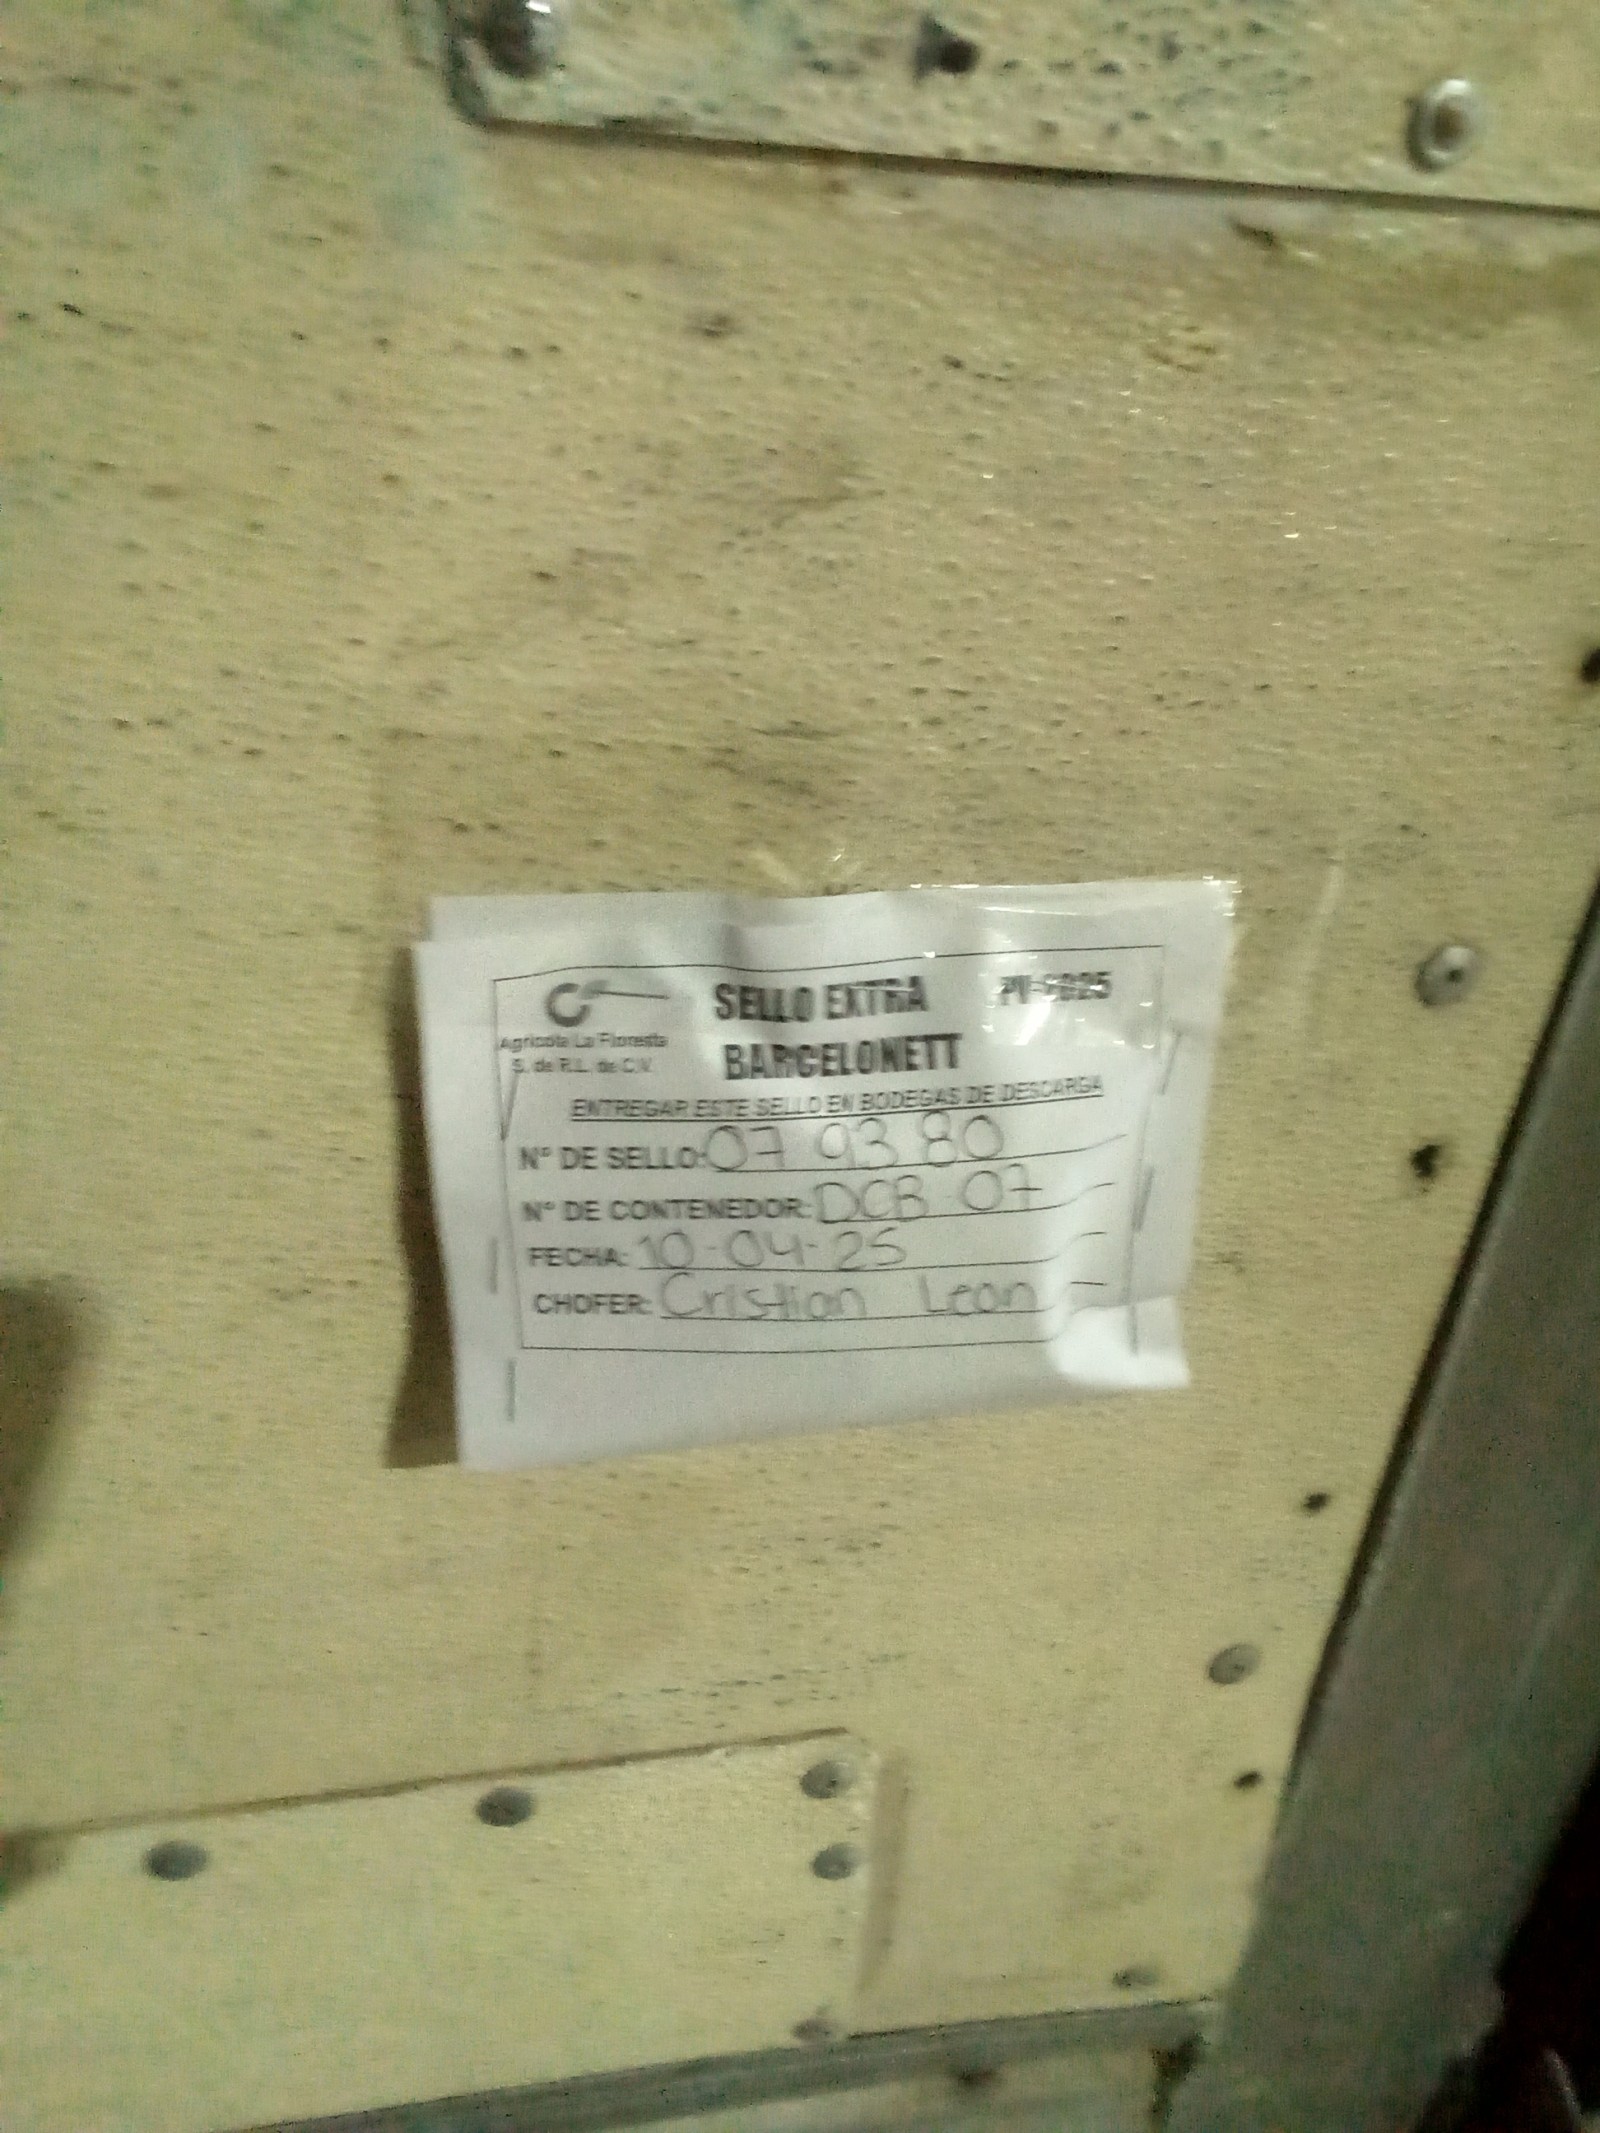 SELLO EXTRA
BARCELONETT
Agricola La Floresta
S. de R.L. de C.V.
ENTREGAR ESTE SELLO EN BODEGAS DE DESCARGA
N° DE SELLO: 07 93 80
N° DE CONTENEDOR: DCB 07
FECHA: 10-04-25
CHOFER: Cristian Leon